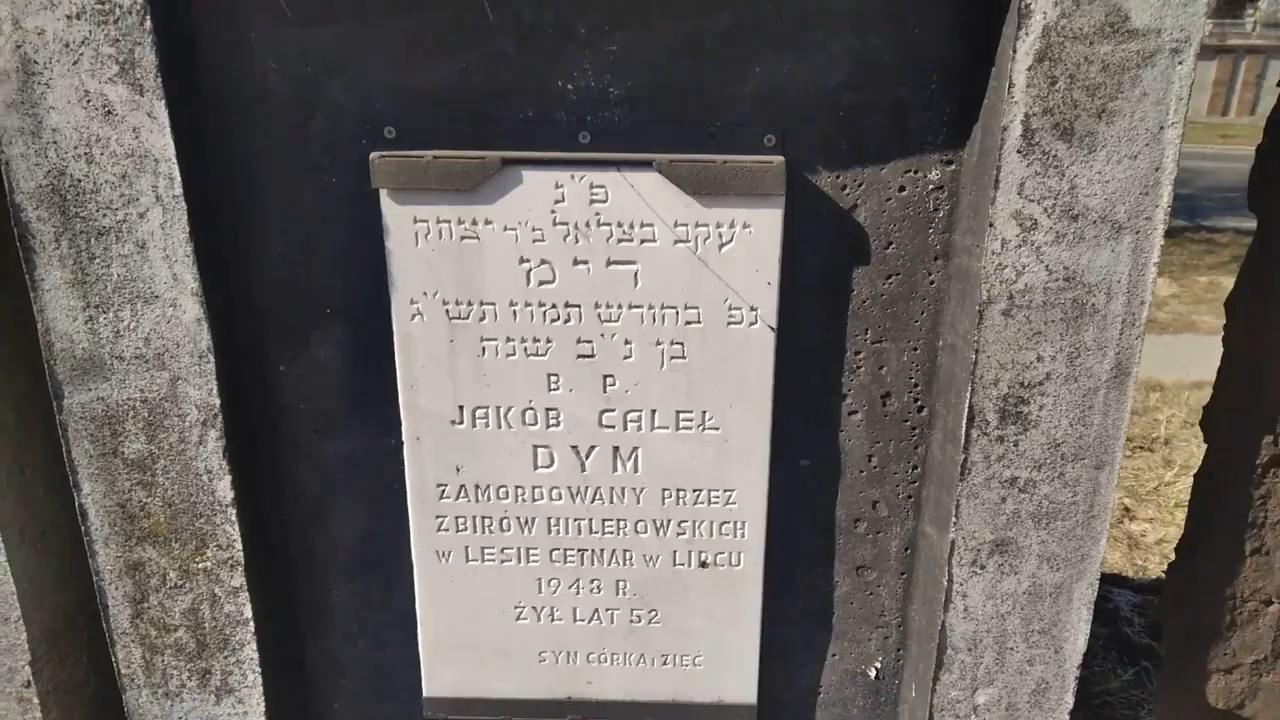 פ״נ
יעקב בצלאל ב״ר יצחק
דים
נפ׳ בחודש תמוז תש״ג
בן נ״ב שנה
B. P.
JAKÓB CALEŁ
DYM
ZAMORDOWANY PRZEZ
ZBIRÓW HITLEROWSKICH
W LESIE CETNAR W LIPCU
1943 R.
ŻYŁ LAT 52
SYN CÓRKA I ZIĘĆ